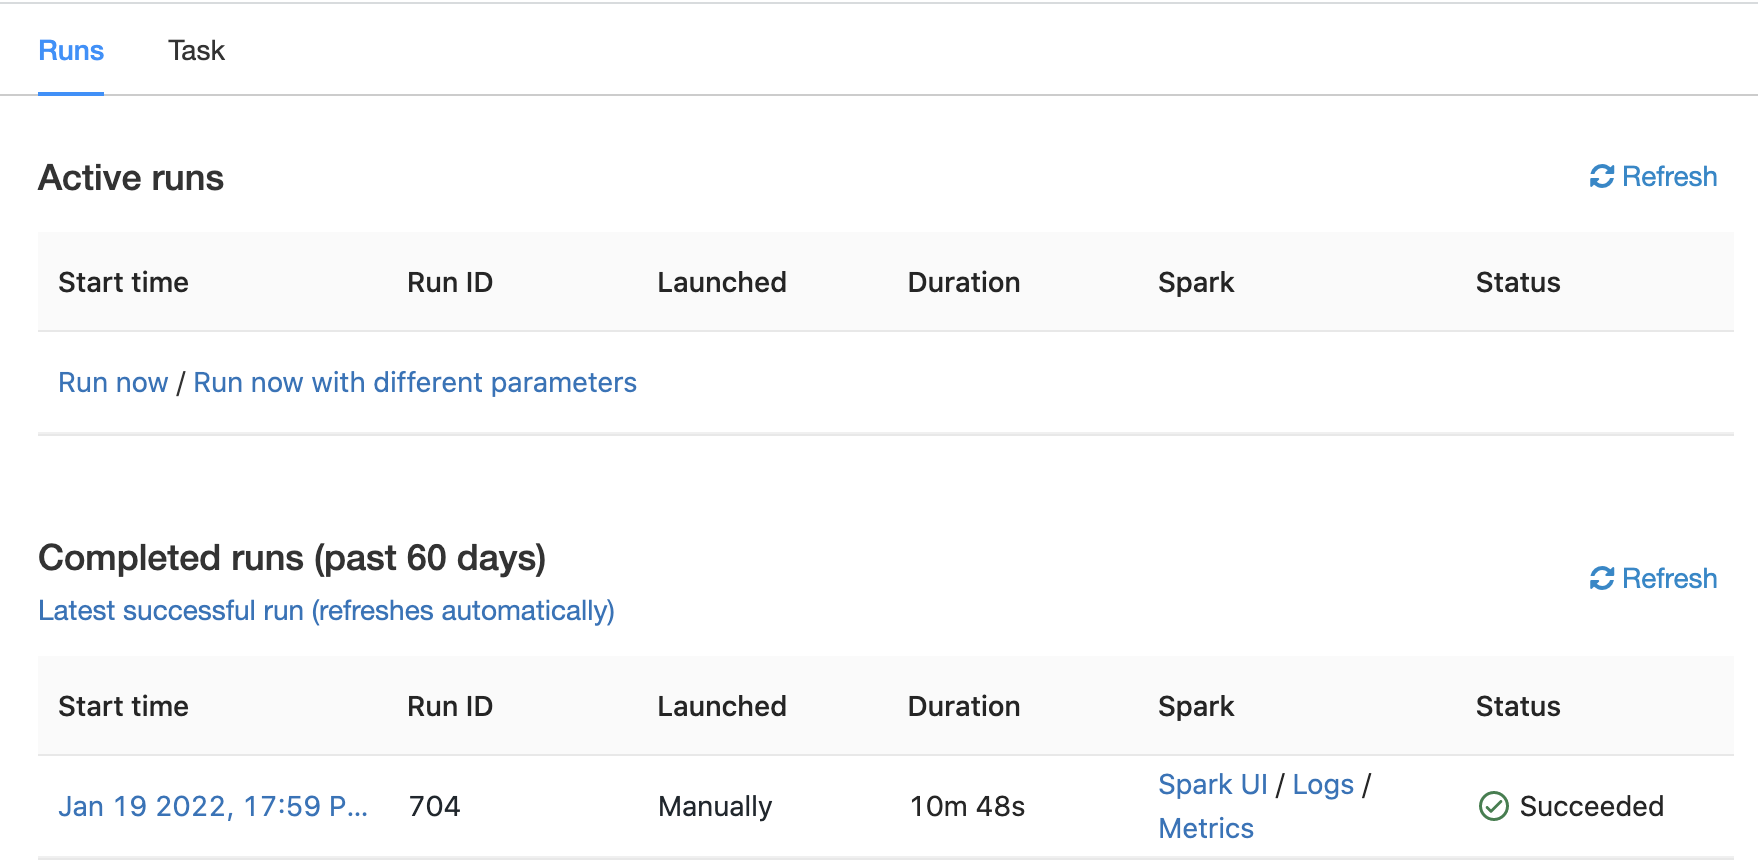 Runs Task
Active runs Refresh
Start time Run ID Launched Duration Spark Status
Run now / Run now with different parameters
Completed runs (past 60 days)
Refresh
Latest successful run (refreshes automatically)
Start time Run ID Launched Duration Spark Status
Jan 19 2022, 17:59 P... 704 Manually 10m 48s Spark UI / Logs /
Metrics
Succeeded